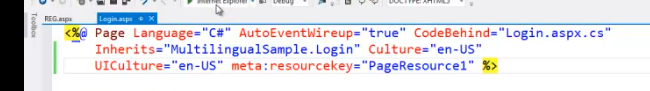 Internet Explorer Debug DOCTYPE: XHTML5
REG.aspx Login.aspx
Toolbox
<%@ Page Language="C#" AutoEventWireup="true" CodeBehind="Login.aspx.cs"
Inherits="MultilingualSample.Login" Culture="en-US"
UICulture="en-US" meta:resourcekey="PageResource1" %>